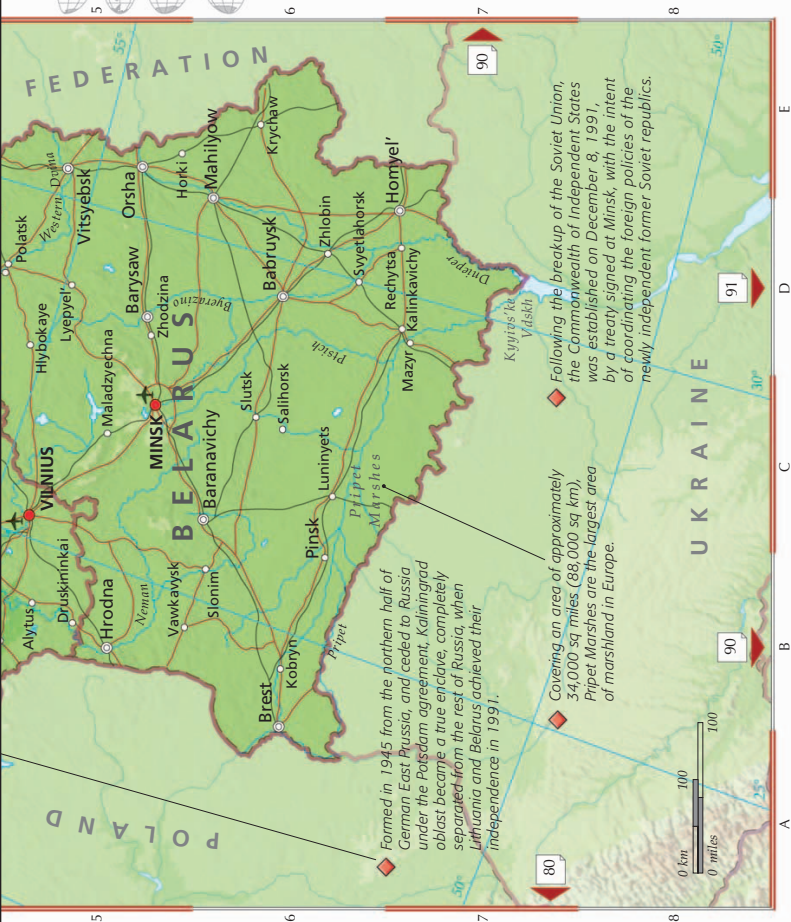 FEDERATION
POLAND
BELARUS
UKRAINE
VILNIUS
MINSK
Alytus
Druskininkai
Hrodna
Neman
Vawkavysk
Slonim
Baranavichy
Maladzyechna
Hlybokaye
Lyepyel'
Polatsk
Western Dvina
Vitsyebsk
Barysaw
Zhodzina
Orsha
Horki
Mahilyow
Krychaw
Byerazino
Babruysk
Slutsk
Salihorsk
Ptsich
Zhlobin
Svyetlahorsk
Homyel'
Rechytsa
Kalinkavichy
Mazyr
Dnieper
Kyyivs'ke
Vdskh
Luninyets
Pinsk
Pripet
Marshes
Brest
Kobryn
Pripet
Formed in 1945 from the northern half of
German East Prussia, and ceded to Russia
under the Potsdam agreement, Kaliningrad
oblast became a true enclave, completely
separated from the rest of Russia, when
Lithuania and Belarus achieved their
independence in 1991.
Covering an area of approximately
34,000 sq miles (88,000 sq km),
Pripet Marshes are the largest area
of marshland in Europe.
Following the breakup of the Soviet Union,
the Commonwealth of Independent States
was established on December 8, 1991,
by a treaty signed at Minsk, with the intent
of coordinating the foreign policies of the
newly independent former Soviet republics.
0 km 100
0 miles 100
80
90
91
90
A
B
C
D
E
5
6
7
8
5
6
7
8
55°
50°
50°
25°
30°